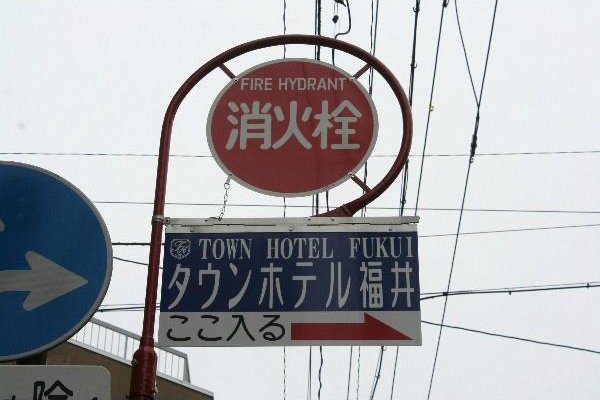 FIRE HYDRANT
消火栓
TOWN HOTEL FUKUI
タウンホテル福井
ここ入る
除